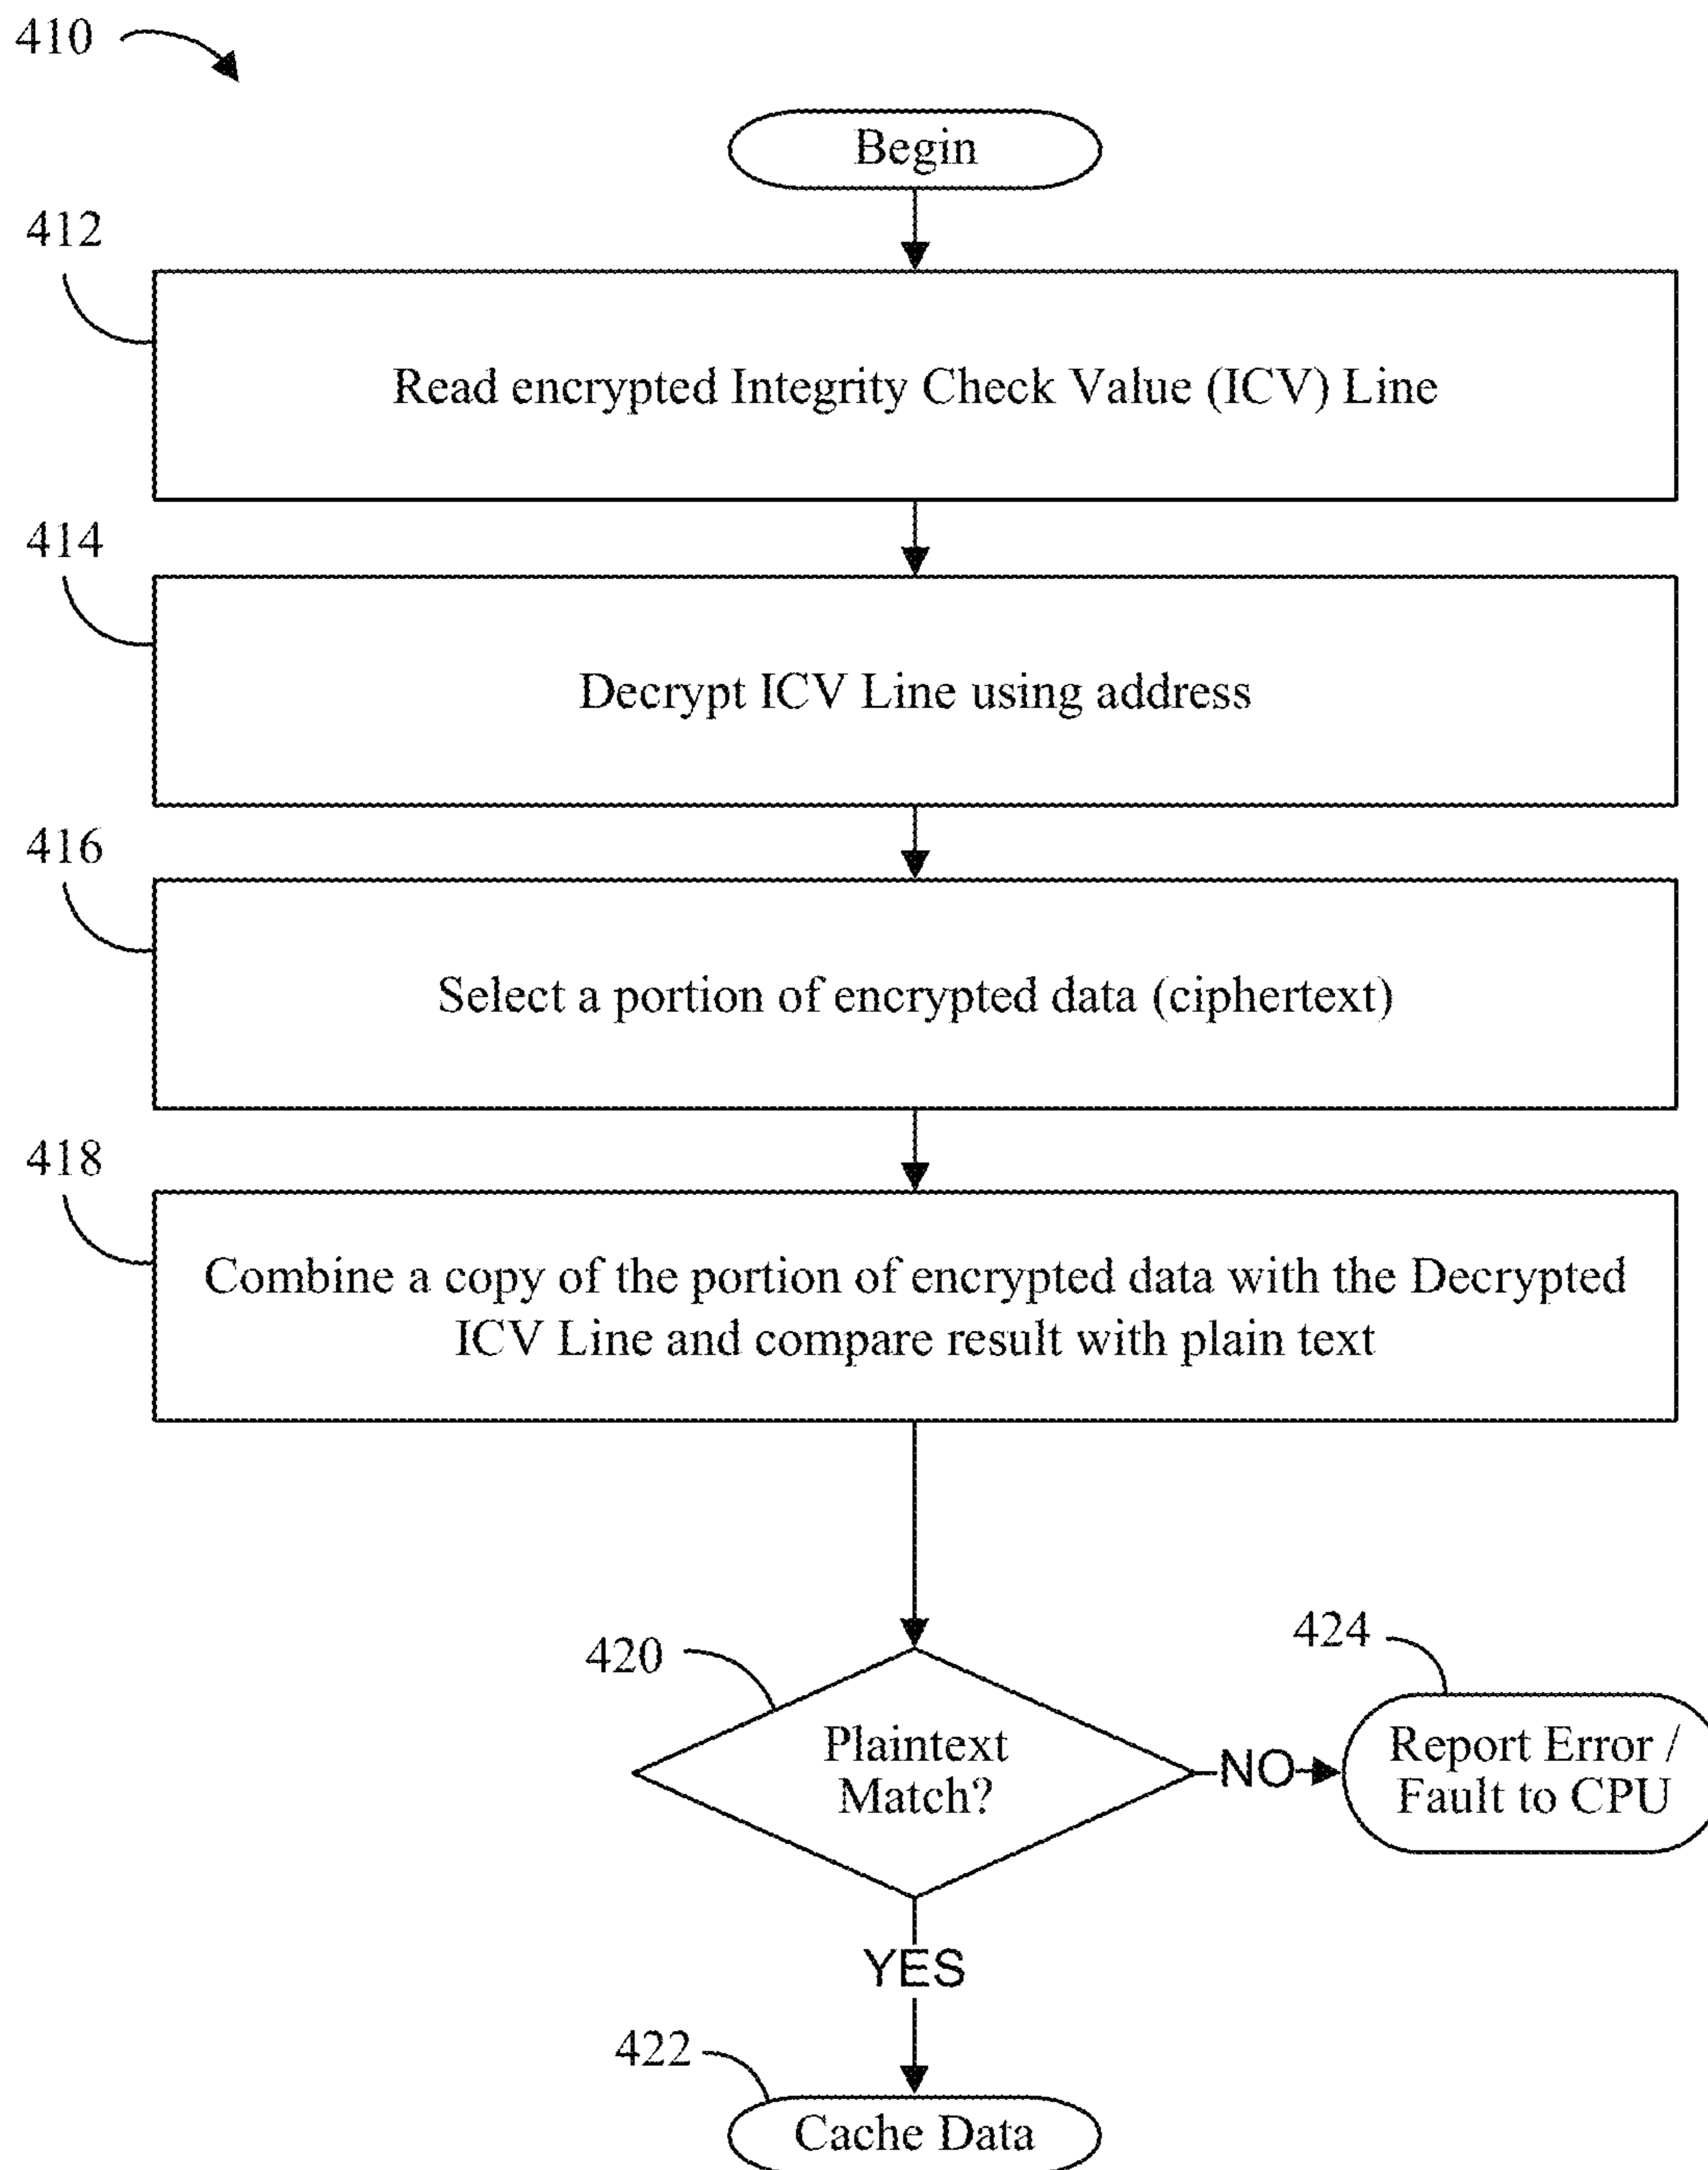 410
Begin
412
Read encrypted Integrity Check Value (ICV) Line
414
Decrypt ICV Line using address
416
Select a portion of encrypted data (ciphertext)
418
Combine a copy of the portion of encrypted data with the Decrypted
ICV Line and compare result with plain text
420
Plaintext
Match?
NO
424
Report Error /
Fault to CPU
YES
422
Cache Data